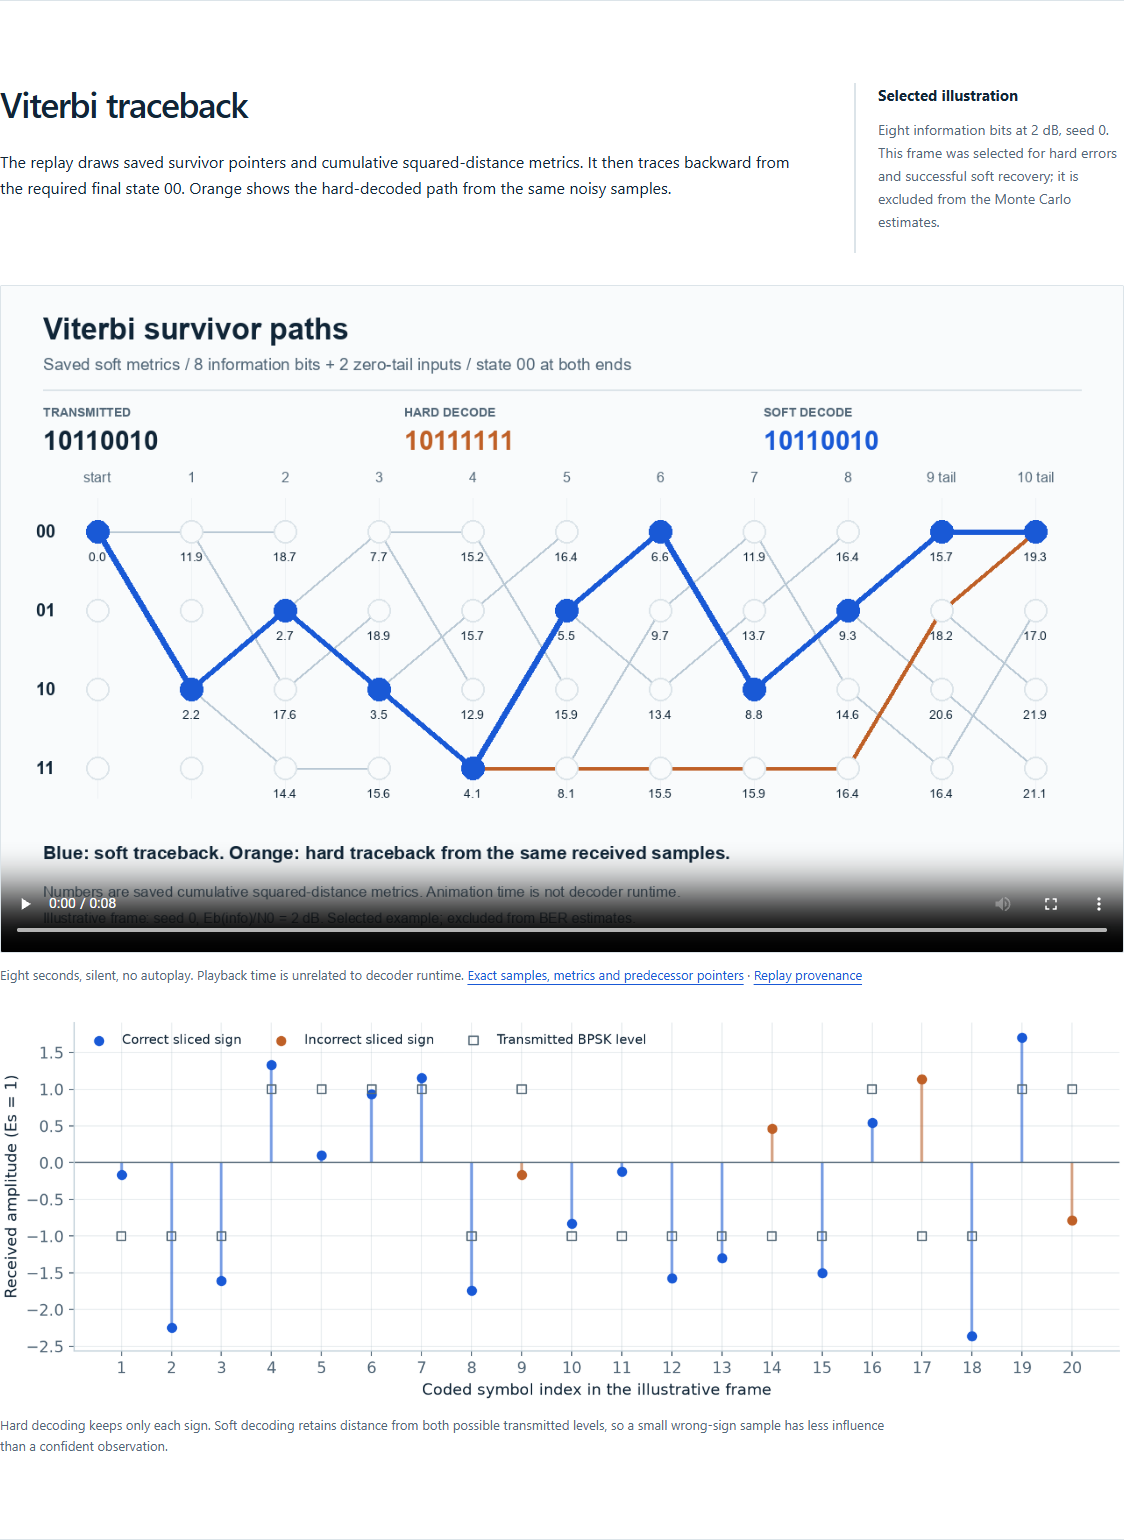 Viterbi traceback
The replay draws saved survivor pointers and cumulative squared-distance metrics. It then traces backward from
the required final state 00. Orange shows the hard-decoded path from the same noisy samples.
Selected illustration
Eight information bits at 2 dB, seed 0.
This frame was selected for hard errors
and successful soft recovery; it is
excluded from the Monte Carlo
estimates.
Viterbi survivor paths
Saved soft metrics / 8 information bits + 2 zero-tail inputs / state 00 at both ends
TRANSMITTED HARD DECODE SOFT DECODE
10110010 10111111 10110010
start 1 2 3 4 5 6 7 8 9 tail 10 tail
00
0.0 11.9 18.7 7.7 15.2 16.4 6.6 11.9 16.4 15.7 19.3
01
2.7 18.9 15.7 5.5 9.7 13.7 9.3 18.2 17.0
10
2.2 17.6 3.5 12.9 15.9 13.4 8.8 14.6 20.6 21.9
11
14.4 15.6 4.1 8.1 15.5 15.9 16.4 16.4 21.1
Blue: soft traceback. Orange: hard traceback from the same received samples.
Numbers are saved cumulative squared-distance metrics. Animation time is not decoder runtime.
0:00 / 0:08
Illustrative frame: seed 0, Eb(info)/N0 = 2 dB. Selected example; excluded from BER estimates.
Eight seconds, silent, no autoplay. Playback time is unrelated to decoder runtime. Exact samples, metrics and predecessor pointers · Replay provenance
Correct sliced sign Incorrect sliced sign Transmitted BPSK level
Received amplitude (Es = 1)
1.5
1.0
0.5
0.0
−0.5
−1.0
−1.5
−2.0
−2.5
1 2 3 4 5 6 7 8 9 10 11 12 13 14 15 16 17 18 19 20
Coded symbol index in the illustrative frame
Hard decoding keeps only each sign. Soft decoding retains distance from both possible transmitted levels, so a small wrong-sign sample has less influence
than a confident observation.